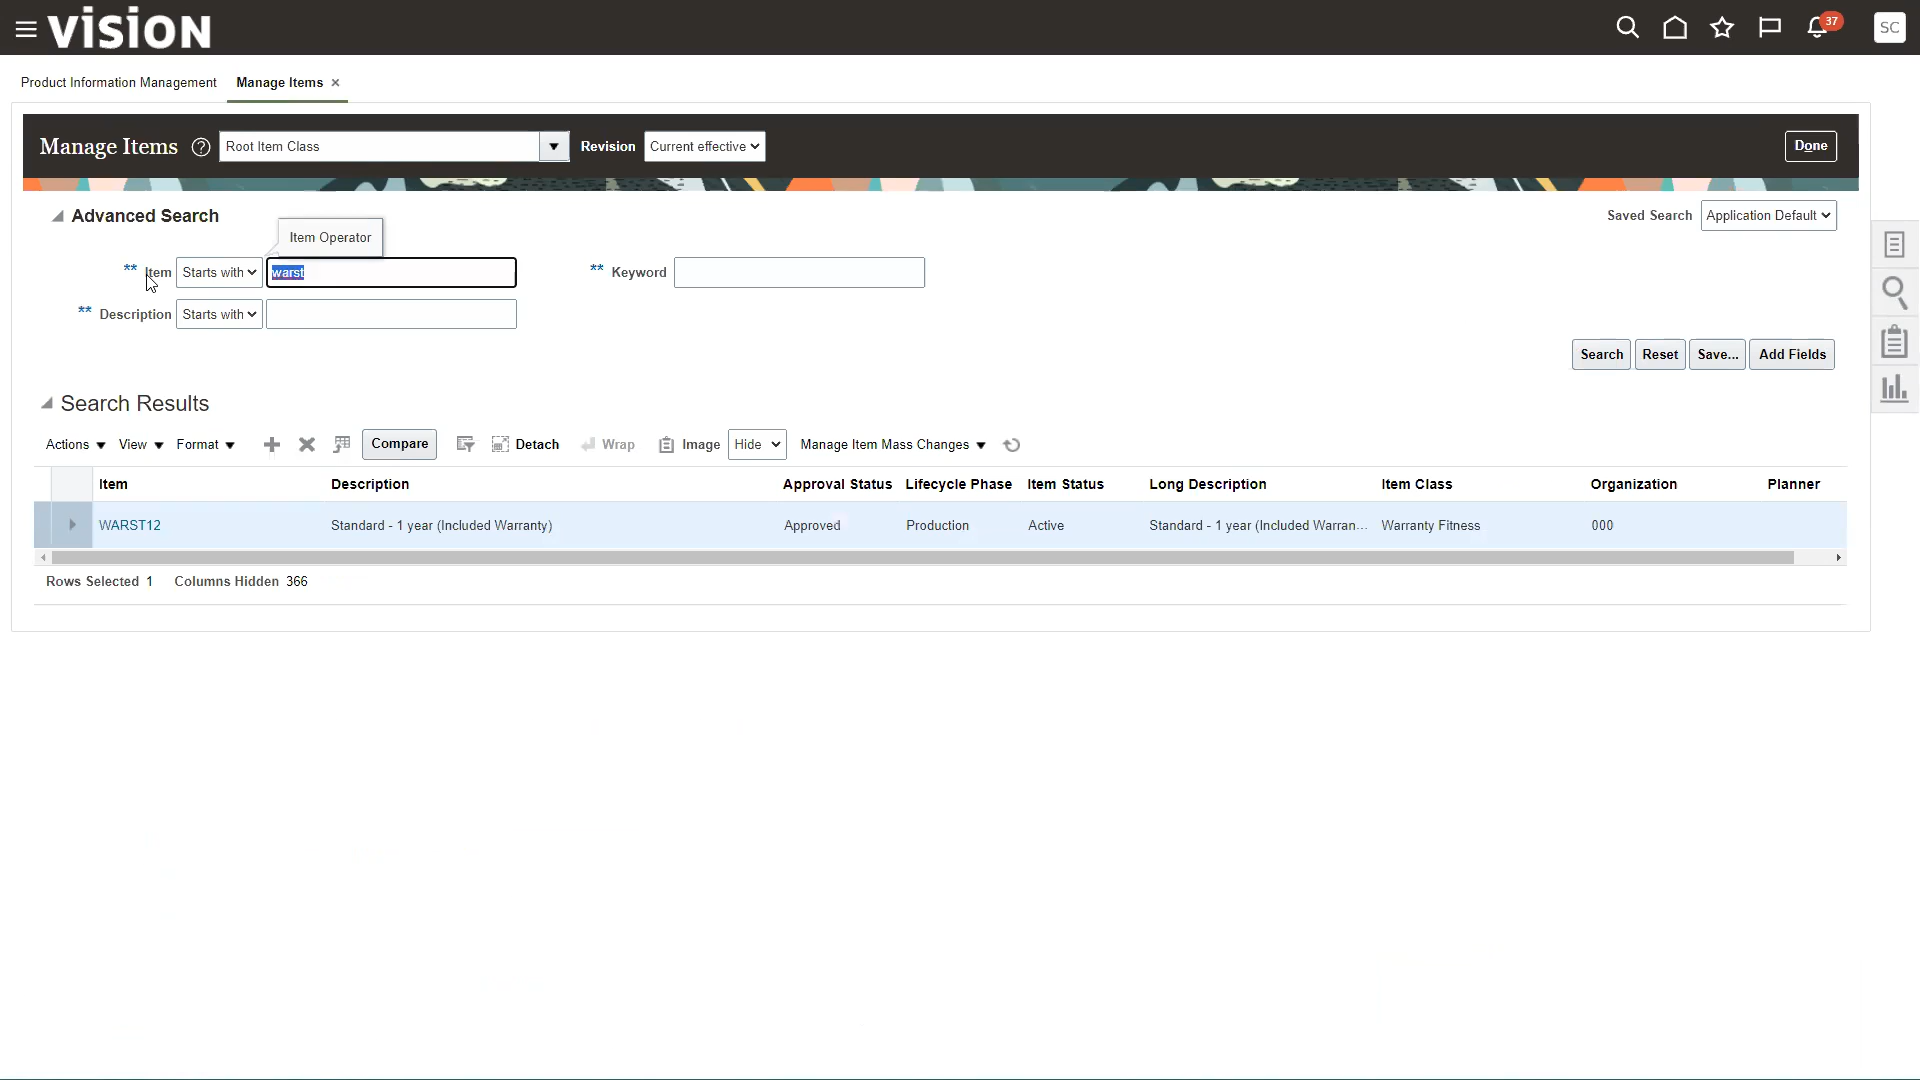 vision
37
SC
Product Information Management Manage Items ×
Manage Items ? Root Item Class Revision Current effective Done
Advanced Search Saved Search Application Default
Item Operator
** Item Starts with warst ** Keyword
** Description Starts with
Search Reset Save... Add Fields
Search Results
Actions View Format Compare Detach Wrap Image Hide Manage Item Mass Changes
Item Description Approval Status Lifecycle Phase Item Status Long Description Item Class Organization Planner
WARST12 Standard - 1 year (Included Warranty) Approved Production Active Standard - 1 year (Included Warran... Warranty Fitness 000
Rows Selected 1 Columns Hidden 366